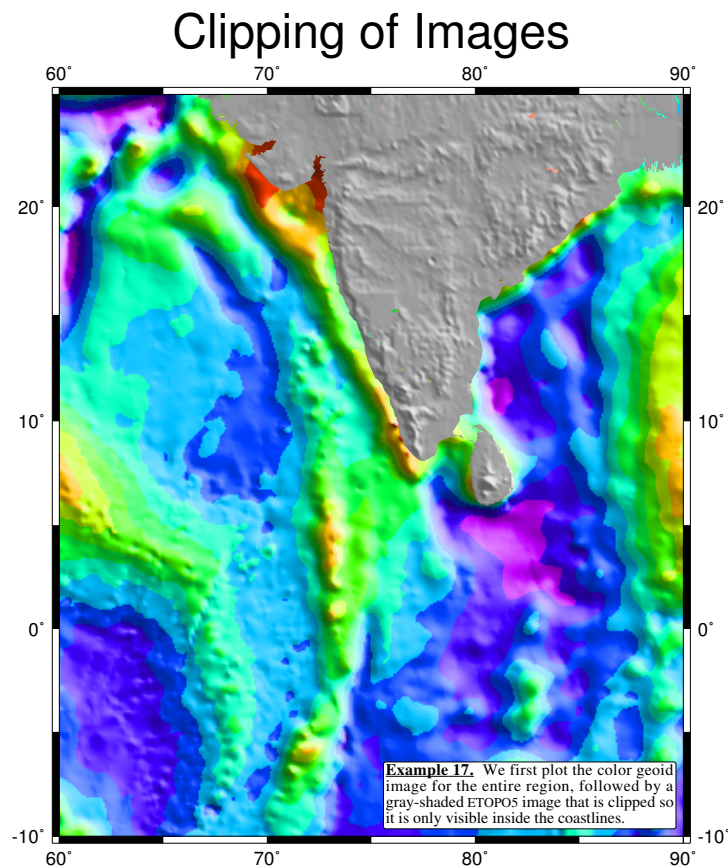 Clipping of Images
60° 70° 80° 90°
20° 20°
10° 10°
0° 0°
-10° -10°
60° 70° 80° 90°
Example 17. We first plot the color geoid
image for the entire region, followed by a
gray-shaded ETOPO5 image that is clipped so
it is only visible inside the coastlines.